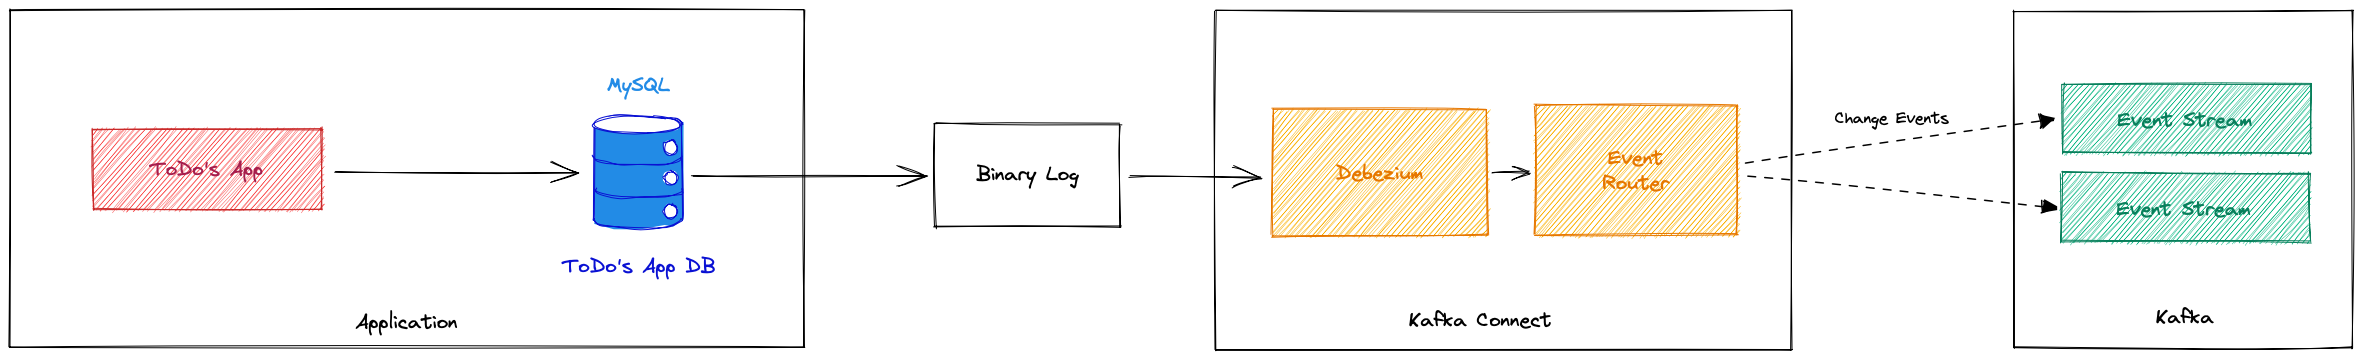 MySQL
ToDo's App
ToDo's App DB
Application
Binary Log
Debezium
Event
Router
Kafka Connect
Change Events
Event Stream
Event Stream
Kafka